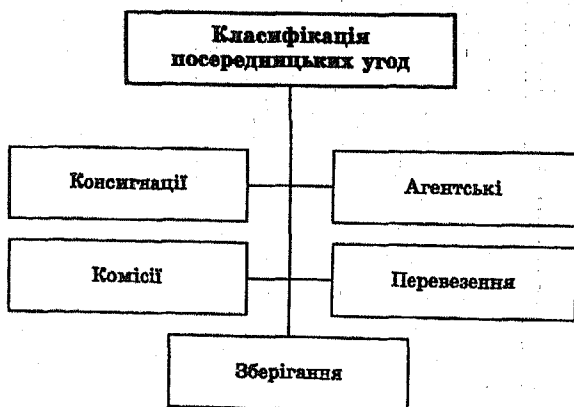 Класифікація
посередницьких угод
Консигнації
Агентські
Комісії
Перевезення
Зберігання